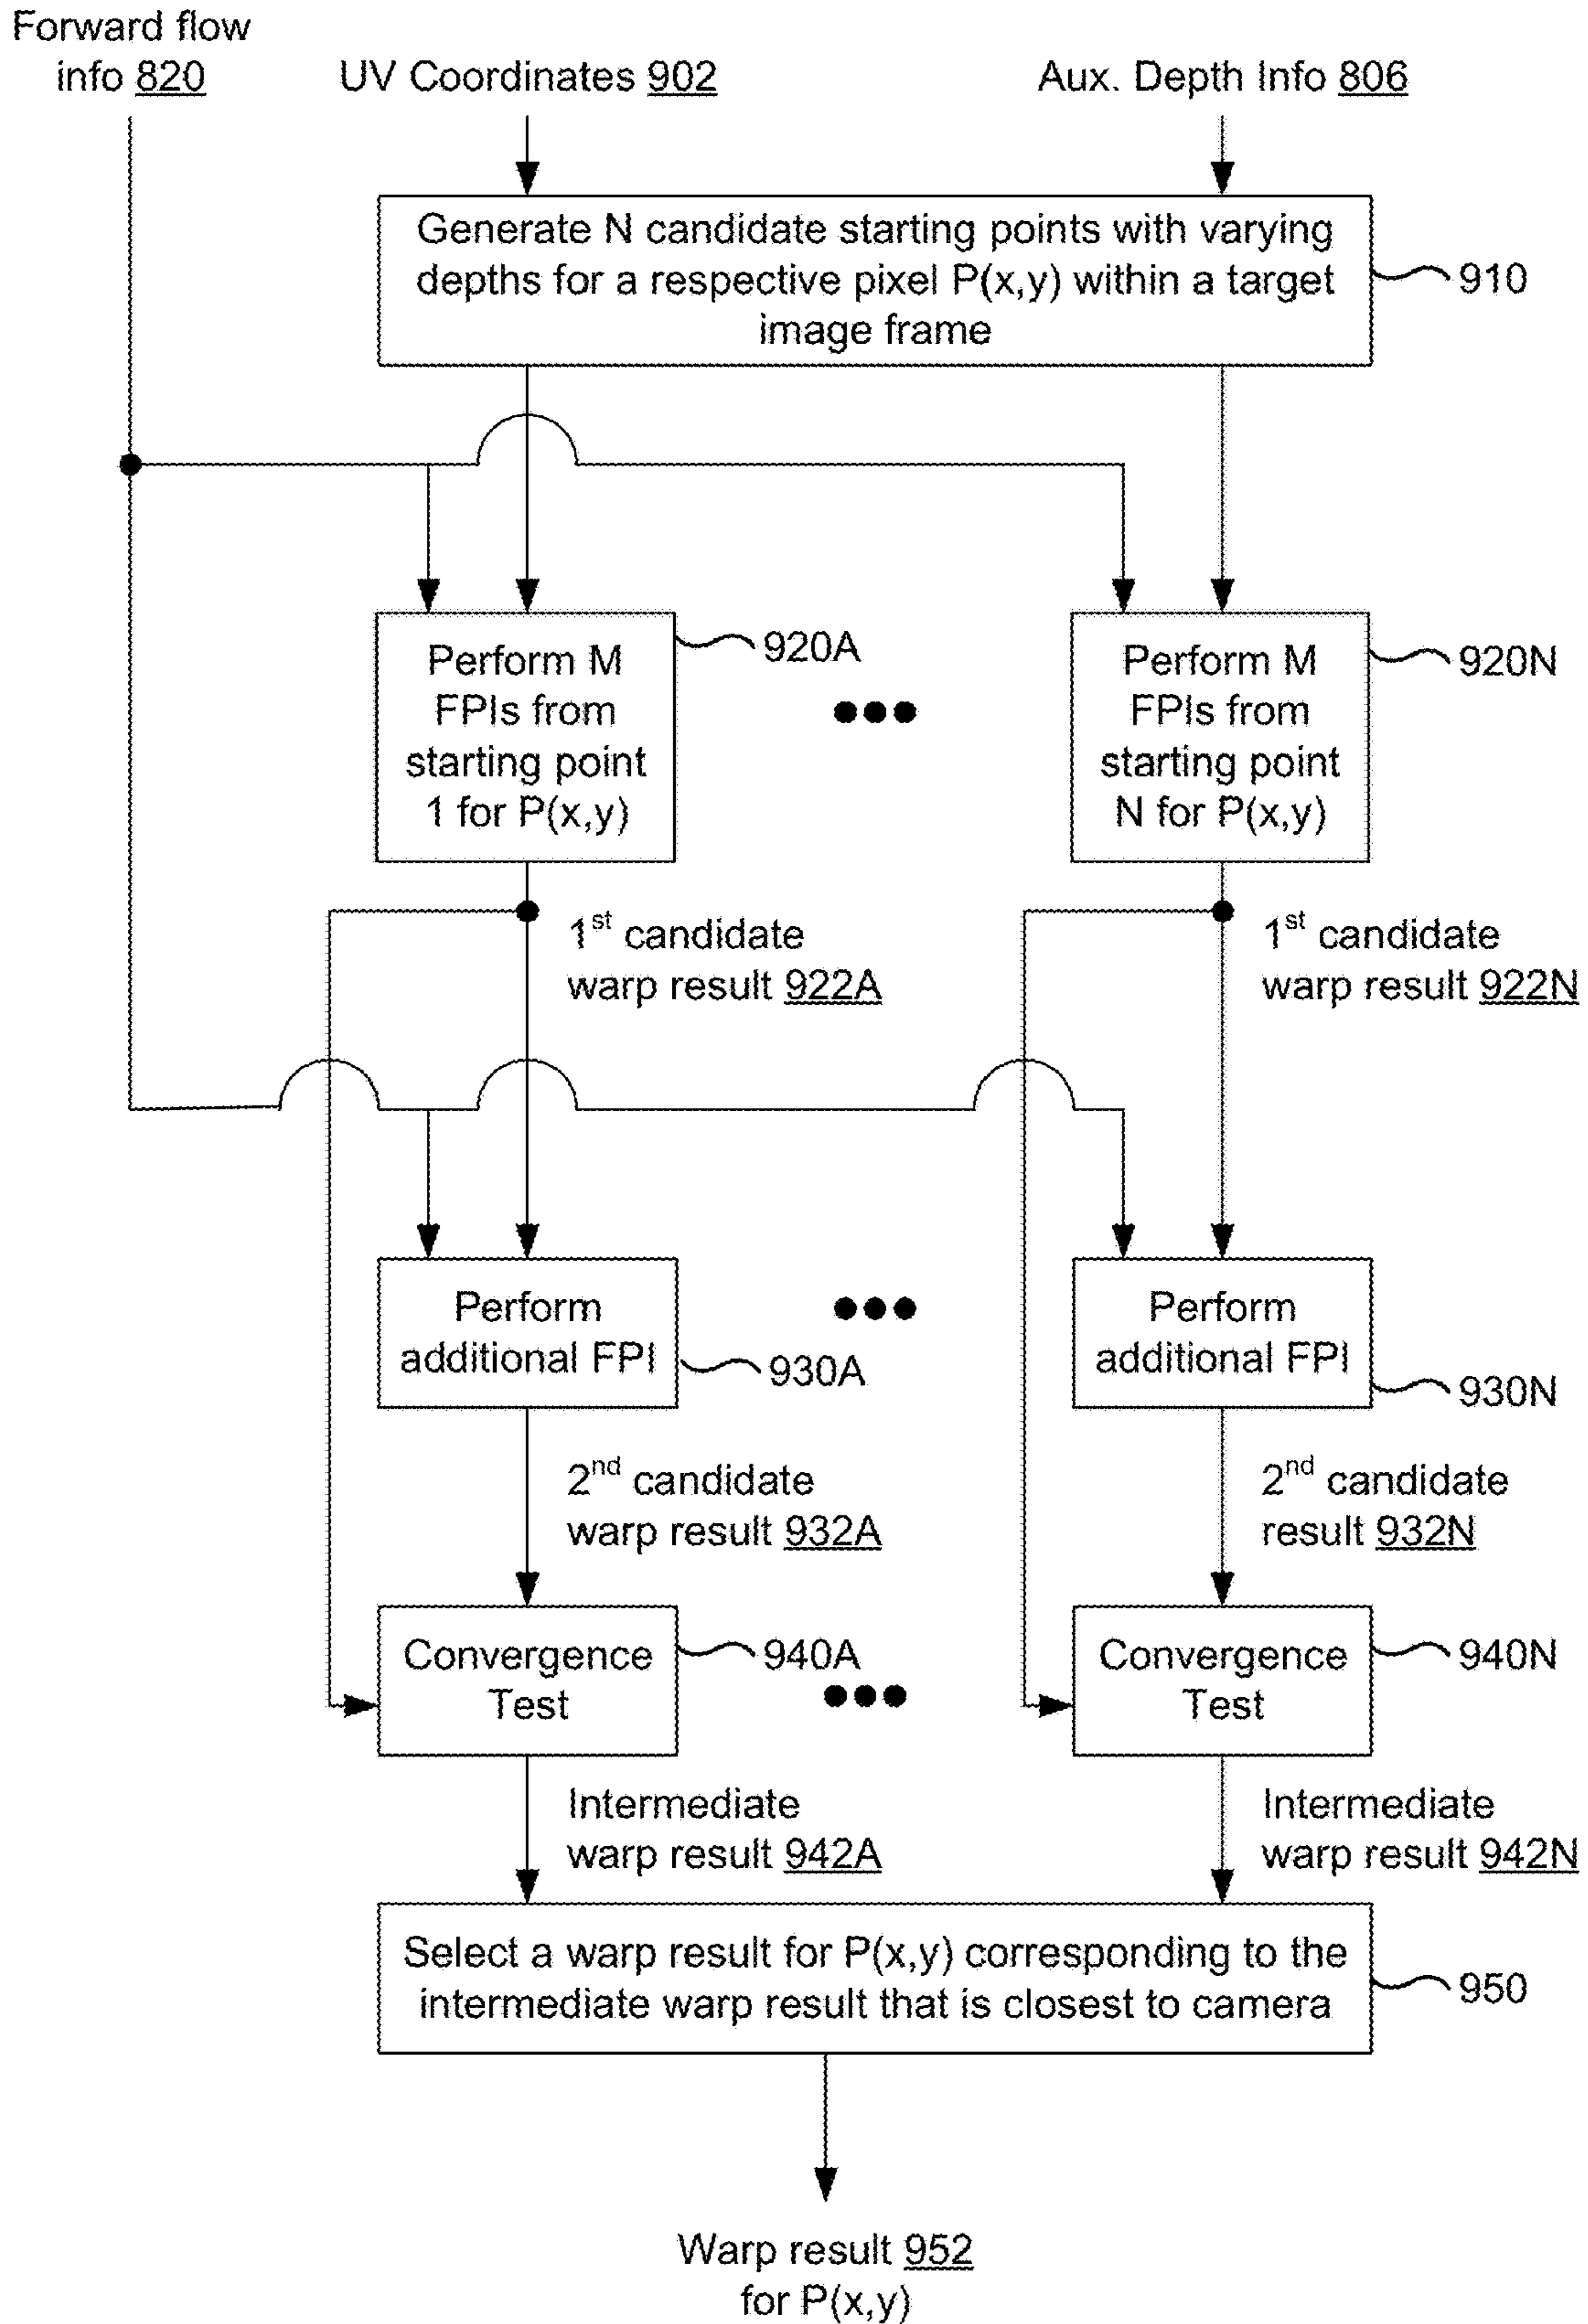 Forward flow
info 820
UV Coordinates 902
Aux. Depth Info 806
Generate N candidate starting points with varying
depths for a respective pixel P(x,y) within a target
image frame
910
Perform M
FPIs from
starting point
1 for P(x,y)
920A
Perform M
FPIs from
starting point
N for P(x,y)
920N
1st candidate
warp result 922A
1st candidate
warp result 922N
Perform
additional FPI
930A
Perform
additional FPI
930N
2nd candidate
warp result 932A
2nd candidate
result 932N
Convergence
Test
940A
Convergence
Test
940N
Intermediate
warp result 942A
Intermediate
warp result 942N
Select a warp result for P(x,y) corresponding to the
intermediate warp result that is closest to camera
950
Warp result 952
for P(x,y)